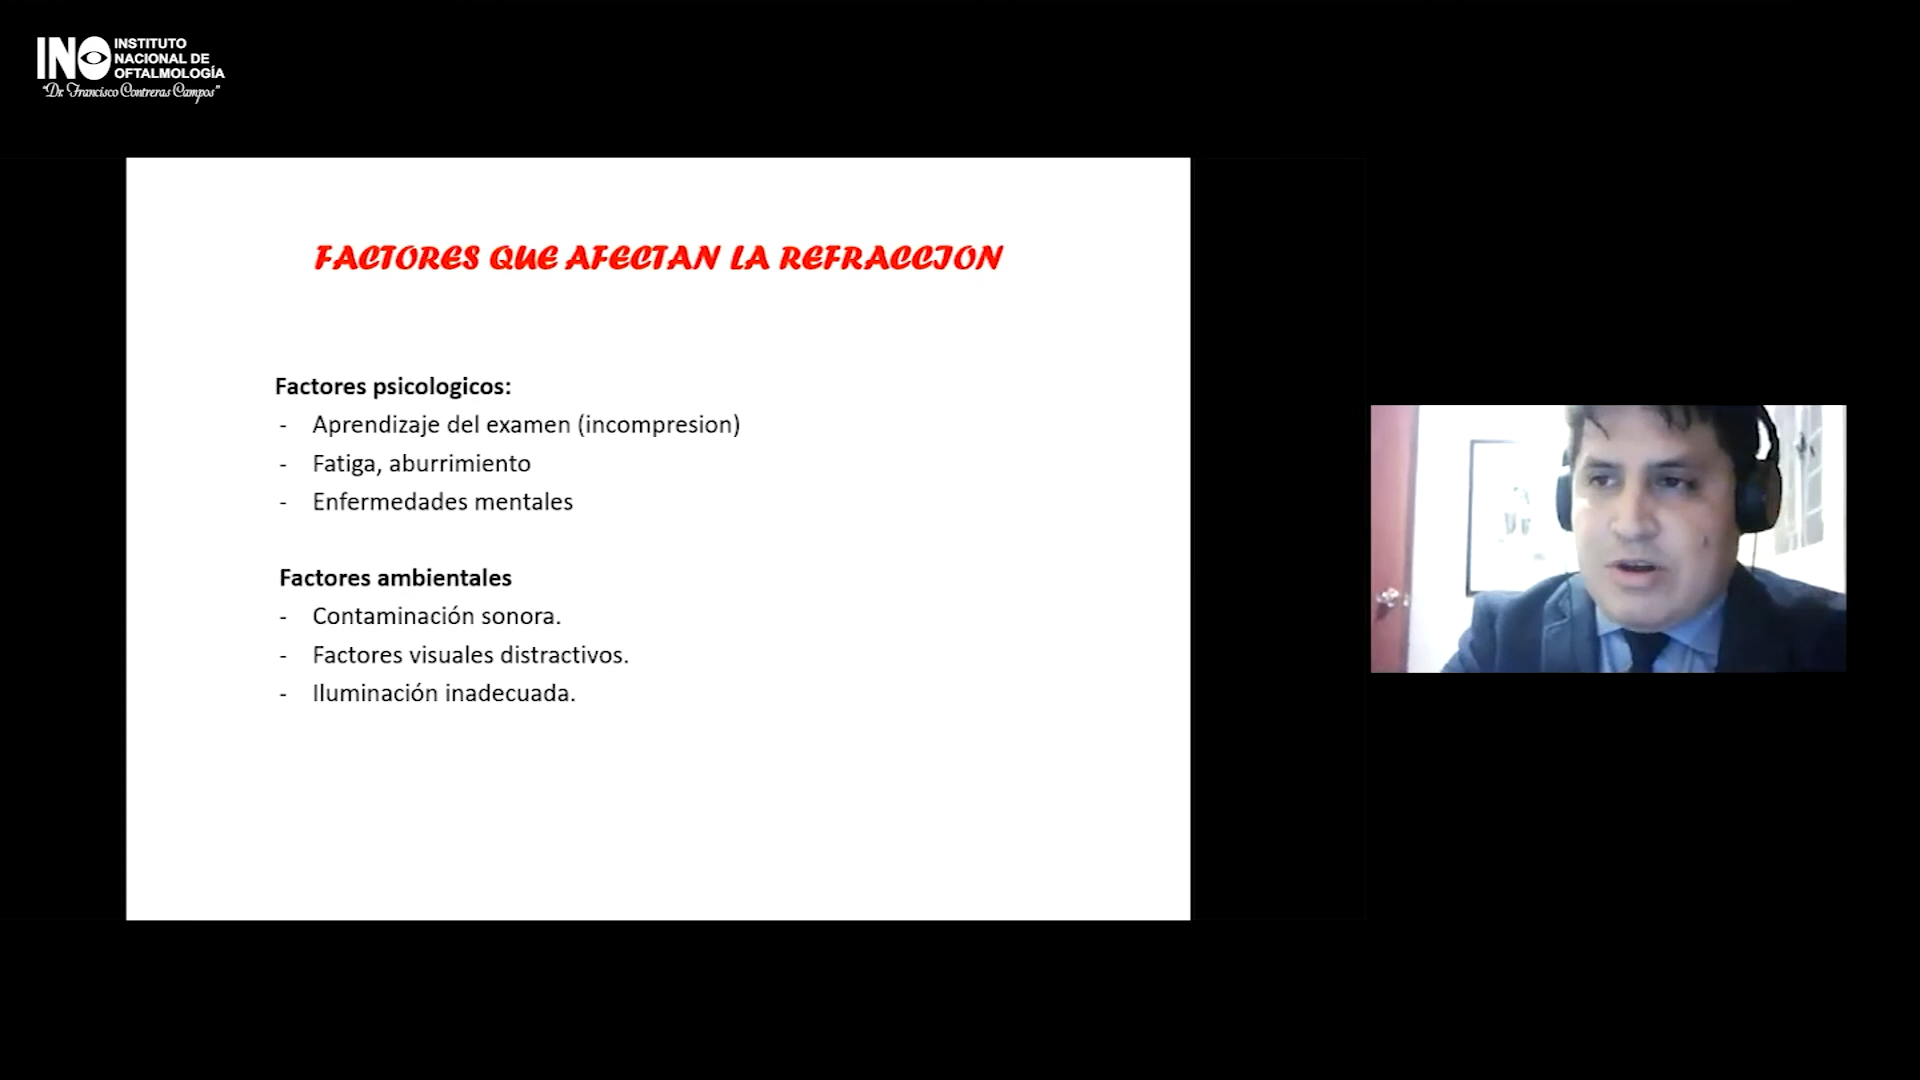 INO INSTITUTO
NACIONAL DE
OFTALMOLOGÍA
"Dr. Francisco Contreras Campos"
FACTORES QUE AFECTAN LA REFRACCION
Factores psicologicos:
- Aprendizaje del examen (incompresion)
- Fatiga, aburrimiento
- Enfermedades mentales
Factores ambientales
- Contaminación sonora.
- Factores visuales distractivos.
- Iluminación inadecuada.